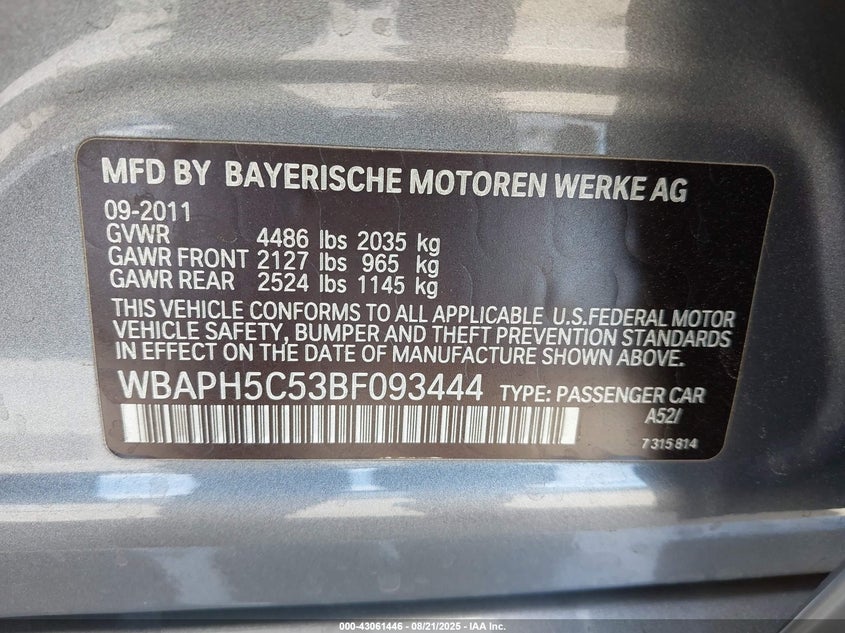 MFD BY BAYERISCHE MOTOREN WERKE AG
09-2011
GVWR 4486 lbs 2035 kg
GAWR FRONT 2127 lbs 965 kg
GAWR REAR 2524 lbs 1145 kg
THIS VEHICLE CONFORMS TO ALL APPLICABLE U.S.FEDERAL MOTOR
VEHICLE SAFETY, BUMPER AND THEFT PREVENTION STANDARDS
IN EFFECT ON THE DATE OF MANUFACTURE SHOWN ABOVE.
WBAPH5C53BF093444 TYPE: PASSENGER CAR
A52/
7 315 814
000-43061446 - 08/21/2025 - IAA Inc.